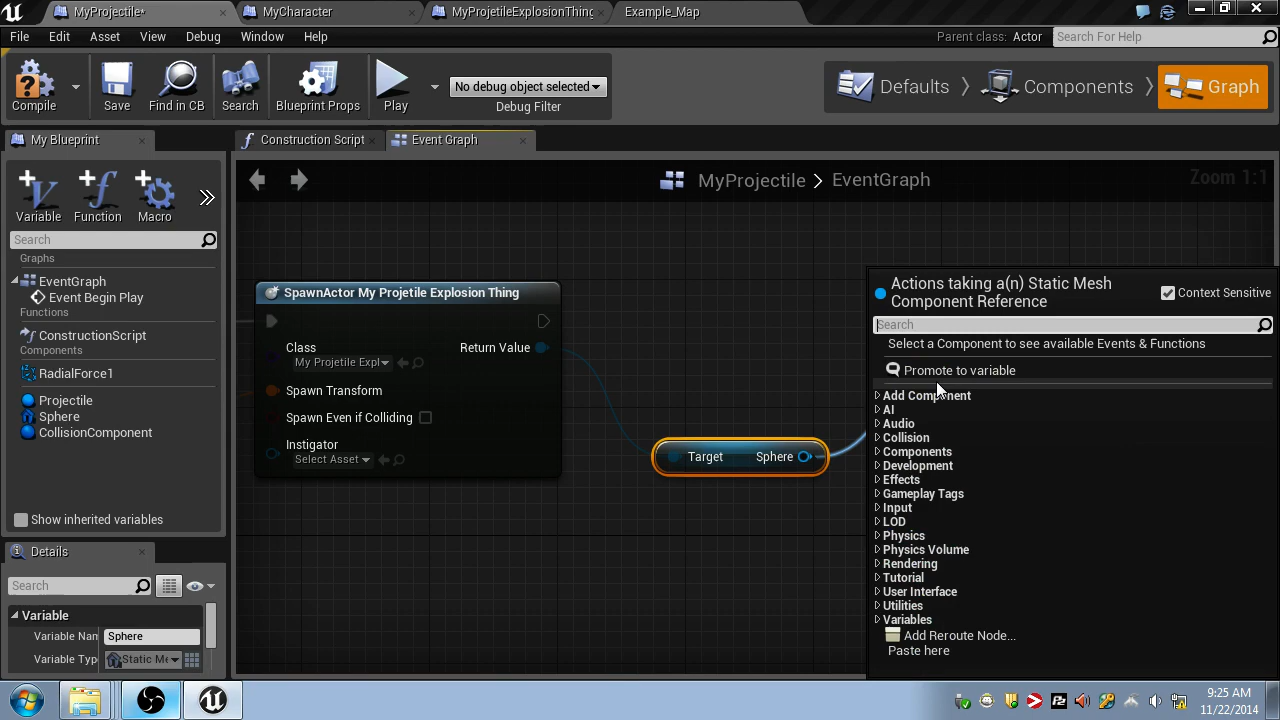 MyProjectile*
MyCharacter
MyProjetileExplosionThing
Example_Map
File Edit Asset View Debug Window Help
Parent class: Actor
Search For Help
Compile
Save
Find in CB
Search
Blueprint Props
Play
No debug object selected
Debug Filter
Defaults
Components
Graph
My Blueprint
Construction Script
Event Graph
Variable
Function
Macro
MyProjectile > EventGraph
Zoom 1:1
Search
Graphs
EventGraph
Event Begin Play
Functions
ConstructionScript
Components
RadialForce1
Projectile
Sphere
CollisionComponent
Show inherited variables
Details
Search
Variable
Variable Nam
Sphere
Variable Type
Static Me
SpawnActor My Projetile Explosion Thing
Class
Return Value
My Projetile Expl
Spawn Transform
Spawn Even if Colliding
Instigator
Select Asset
Target
Sphere
Actions taking a(n) Static Mesh
Component Reference
Context Sensitive
Search
Select a Component to see available Events & Functions
Promote to variable
Add Component
AI
Audio
Collision
Components
Development
Effects
Gameplay Tags
Input
LOD
Physics
Physics Volume
Rendering
Tutorial
User Interface
Utilities
Variables
Add Reroute Node...
Paste here
9:25 AM
11/22/2014